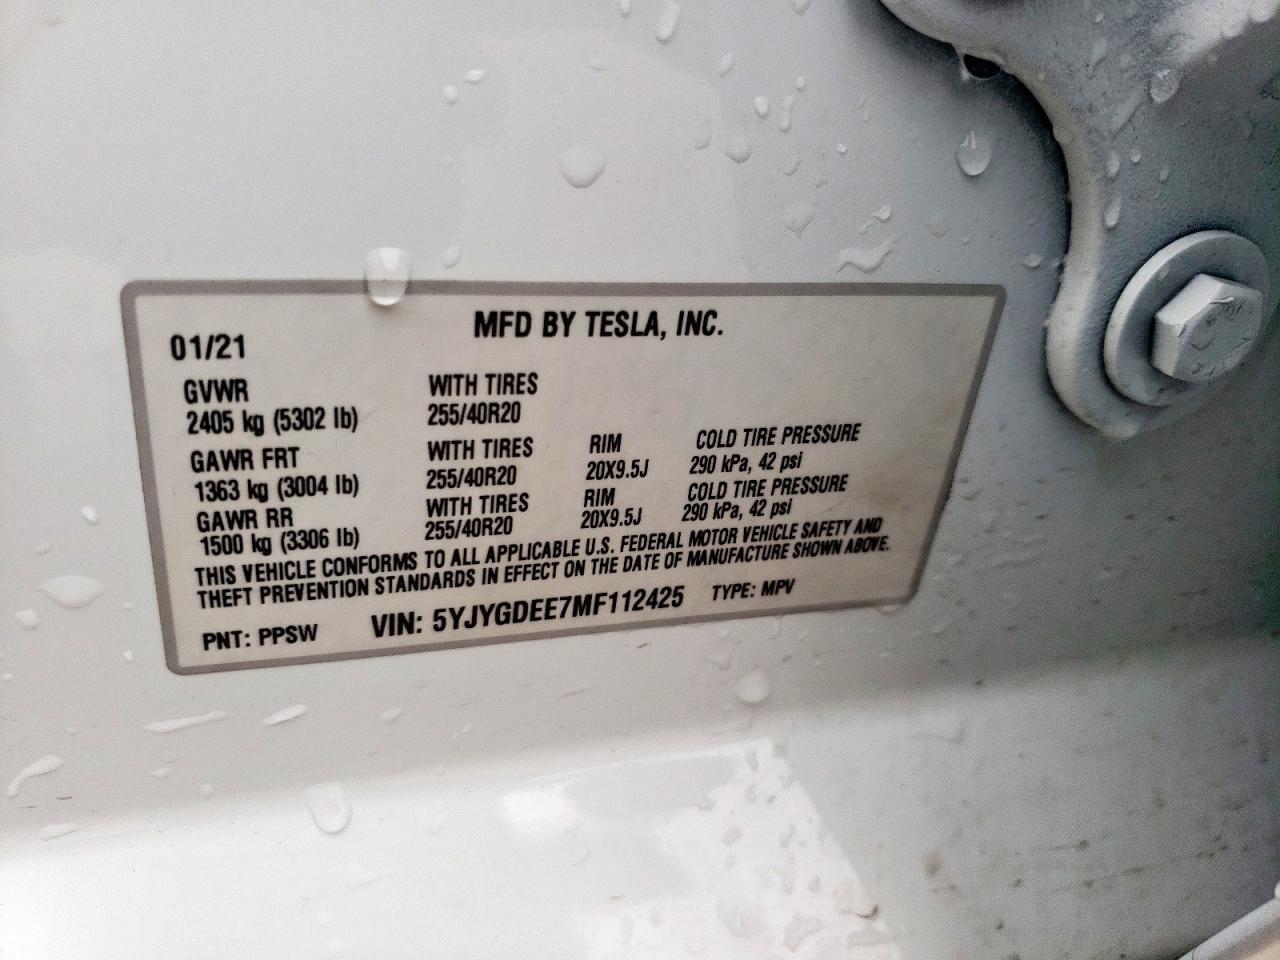 MFD BY TESLA, INC.
01/21
GVWR WITH TIRES
2405 kg (5302 lb) 255/40R20
GAWR FRT WITH TIRES RIM COLD TIRE PRESSURE
1363 kg (3004 lb) 255/40R20 20X9.5J 290 kPa, 42 psi
GAWR RR WITH TIRES RIM COLD TIRE PRESSURE
1500 kg (3306 lb) 255/40R20 20X9.5J 290 kPa, 42 psi
THIS VEHICLE CONFORMS TO ALL APPLICABLE U.S. FEDERAL MOTOR VEHICLE SAFETY AND
THEFT PREVENTION STANDARDS IN EFFECT ON THE DATE OF MANUFACTURE SHOWN ABOVE.
PNT: PPSW VIN: 5YJYGDEE7MF112425 TYPE: MPV